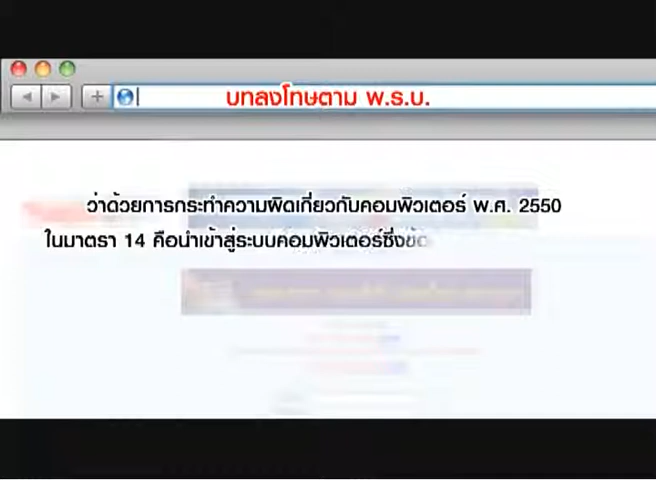 บทลงโทษตาม พ.ร.บ.
ว่าด้วยการกระทำความผิดเกี่ยวกับคอมพิวเตอร์ พ.ศ. 2550
ในมาตรา 14 คือนำเข้าสู่ระบบคอมพิวเตอร์ซึ่งข้อ